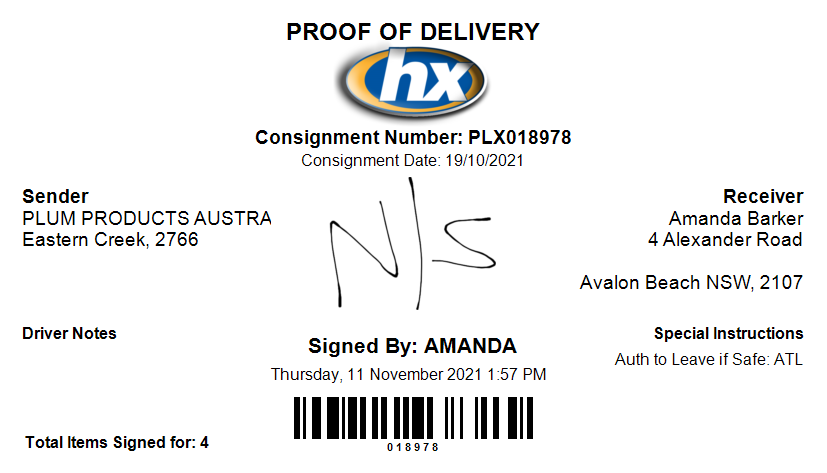 PROOF OF DELIVERY
hx
Consignment Number: PLX018978
Consignment Date: 19/10/2021
Sender
PLUM PRODUCTS AUSTRA
Eastern Creek, 2766
N/S
Receiver
Amanda Barker
4 Alexander Road
Avalon Beach NSW, 2107
Driver Notes
Signed By: AMANDA
Thursday, 11 November 2021 1:57 PM
Special Instructions
Auth to Leave if Safe: ATL
Total Items Signed for: 4
018978